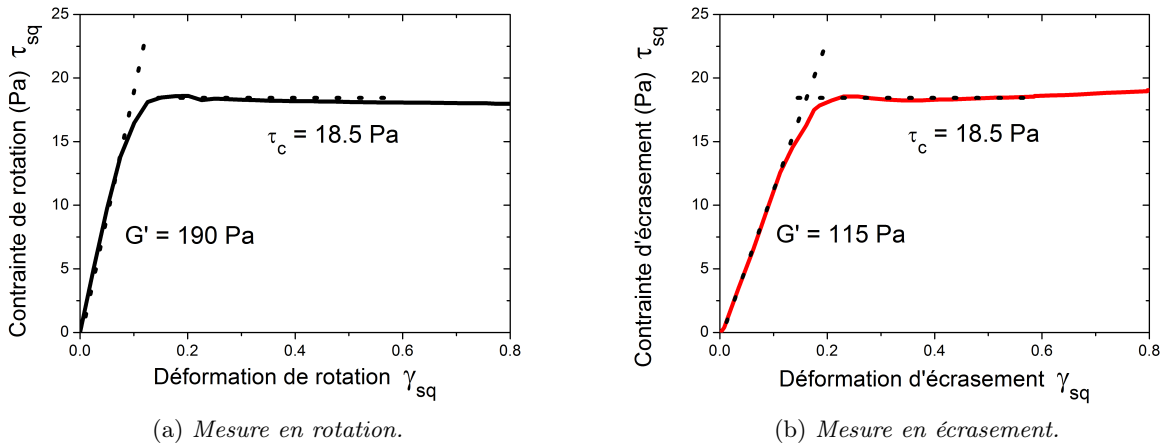 25
20
15
10
5
0
Contrainte de rotation (Pa) τsq
τc = 18.5 Pa
G' = 190 Pa
0.0 0.2 0.4 0.6 0.8
Déformation de rotation γsq
(a) Mesure en rotation.
25
20
15
10
5
0
Contrainte d'écrasement (Pa) τsq
τc = 18.5 Pa
G' = 115 Pa
0.0 0.2 0.4 0.6 0.8
Déformation d'écrasement γsq
(b) Mesure en écrasement.